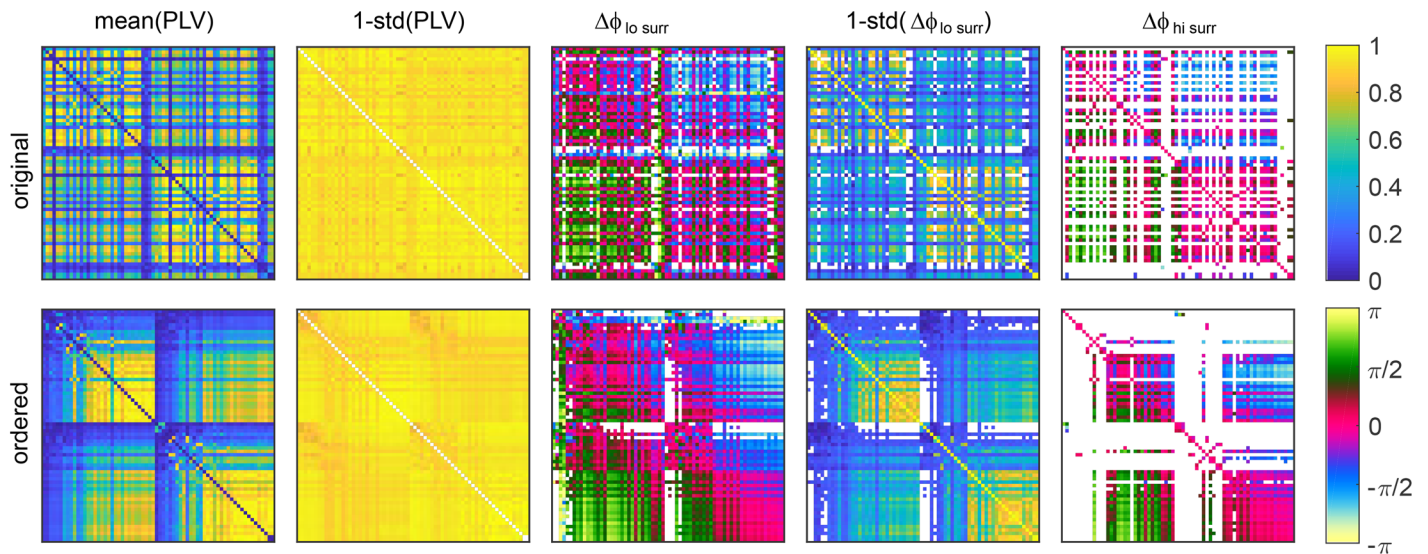 mean(PLV)
1-std(PLV)
Δϕ lo surr
1-std( Δϕ lo surr)
Δϕ hi surr
original
1
0.8
0.6
0.4
0.2
0
ordered
π
π/2
0
-π/2
-π